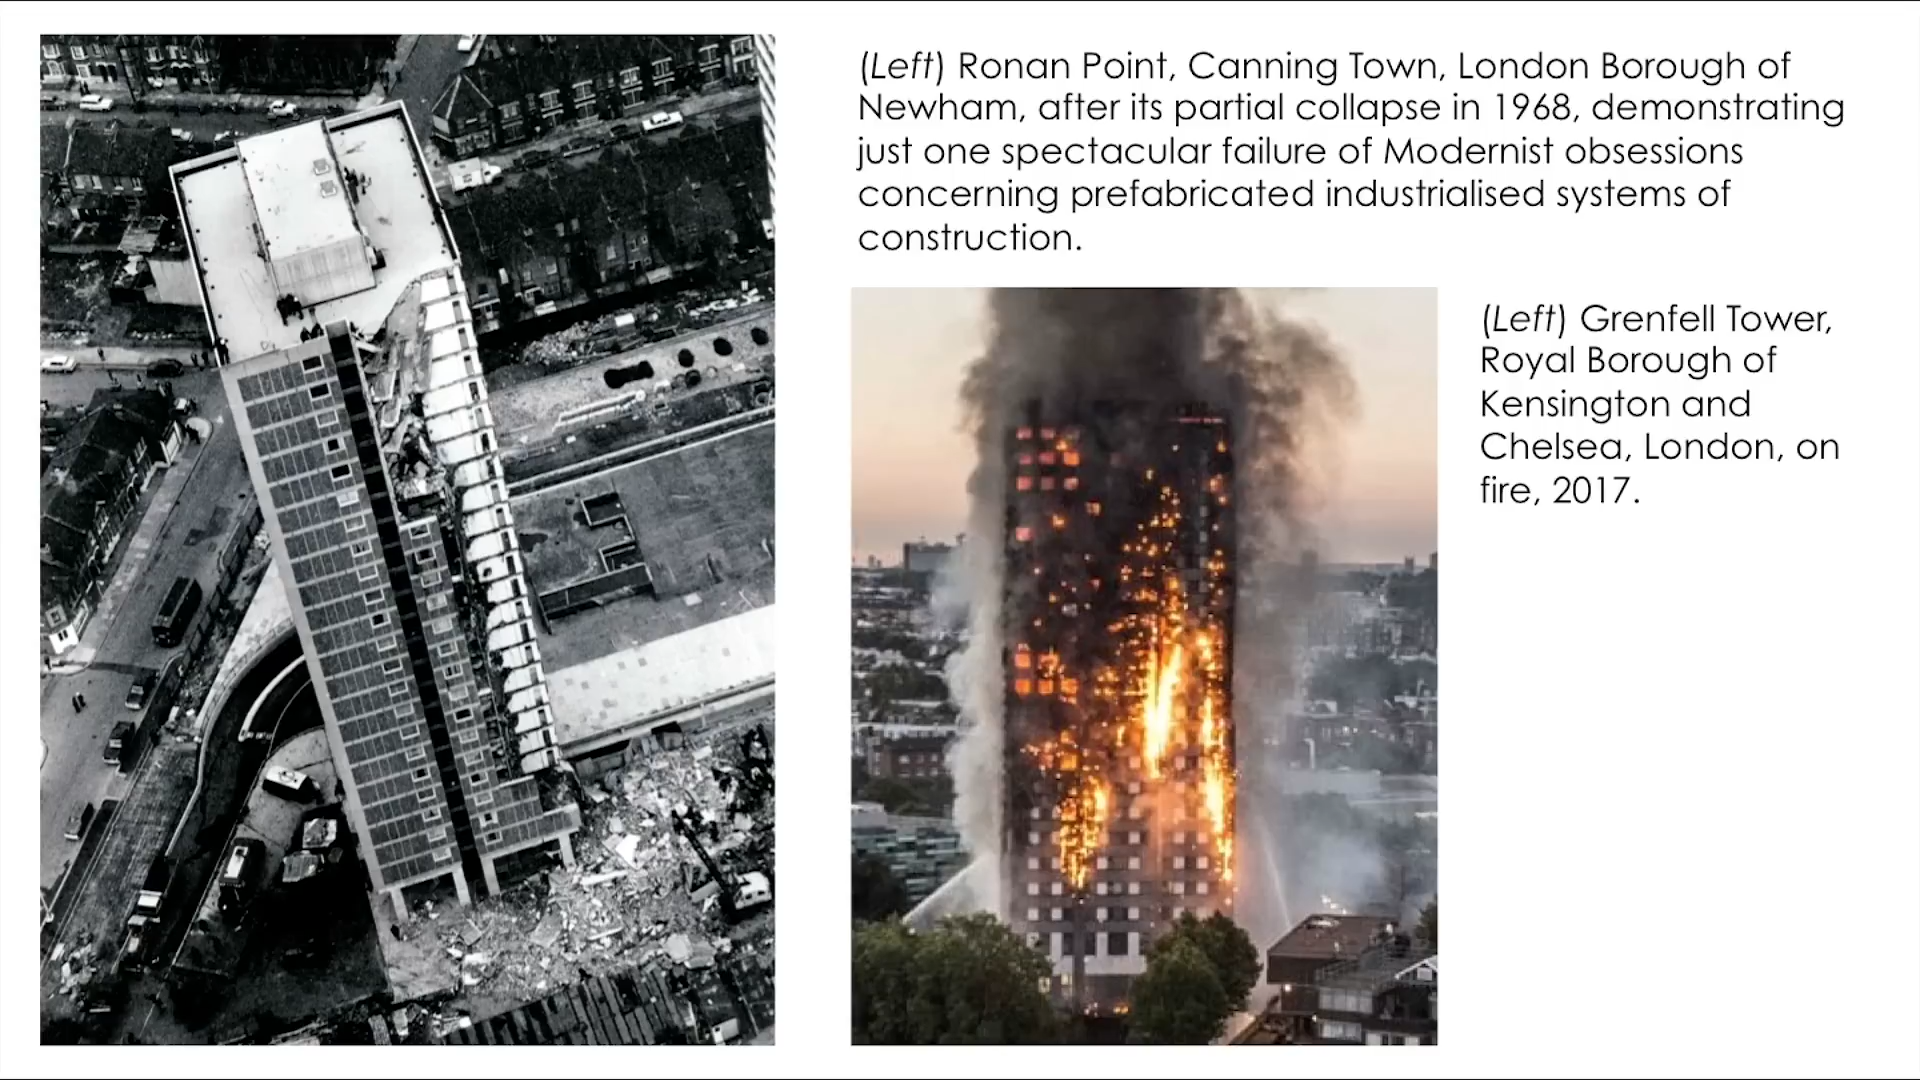 (Left) Ronan Point, Canning Town, London Borough of
Newham, after its partial collapse in 1968, demonstrating
just one spectacular failure of Modernist obsessions
concerning prefabricated industrialised systems of
construction.
(Left) Grenfell Tower,
Royal Borough of
Kensington and
Chelsea, London, on
fire, 2017.